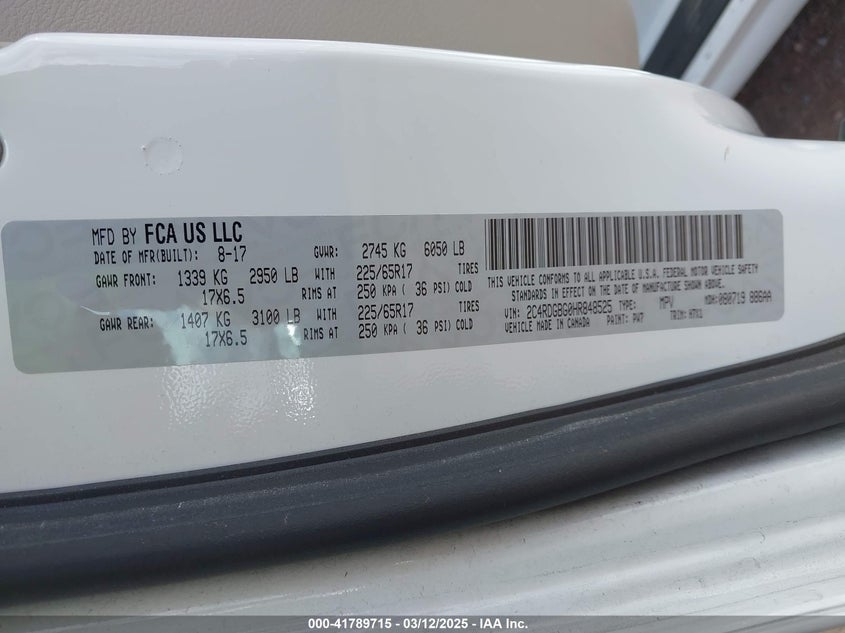 MFD BY FCA US LLC
DATE OF MFR(BUILT): 8-17 GVWR: 2745 KG 6050 LB
GAWR FRONT: 1339 KG 2950 LB WITH 225/65R17 TIRES
17X6.5 RIMS AT 250 KPA ( 36 PSI) COLD
GAWR REAR: 1407 KG 3100 LB WITH 225/65R17 TIRES
17X6.5 RIMS AT 250 KPA ( 36 PSI) COLD
THIS VEHICLE CONFORMS TO ALL APPLICABLE U.S.A. FEDERAL MOTOR VEHICLE SAFETY
STANDARDS IN EFFECT ON THE DATE OF MANUFACTURE SHOWN ABOVE.
VIN: 2C4RDGBG0HR848525 TYPE: MPV MDH: 080719 886AA
VEHICLE MADE IN CANADA PAINT: PW7 TRIM:
000-41789715 - 03/12/2025 - IAA Inc.